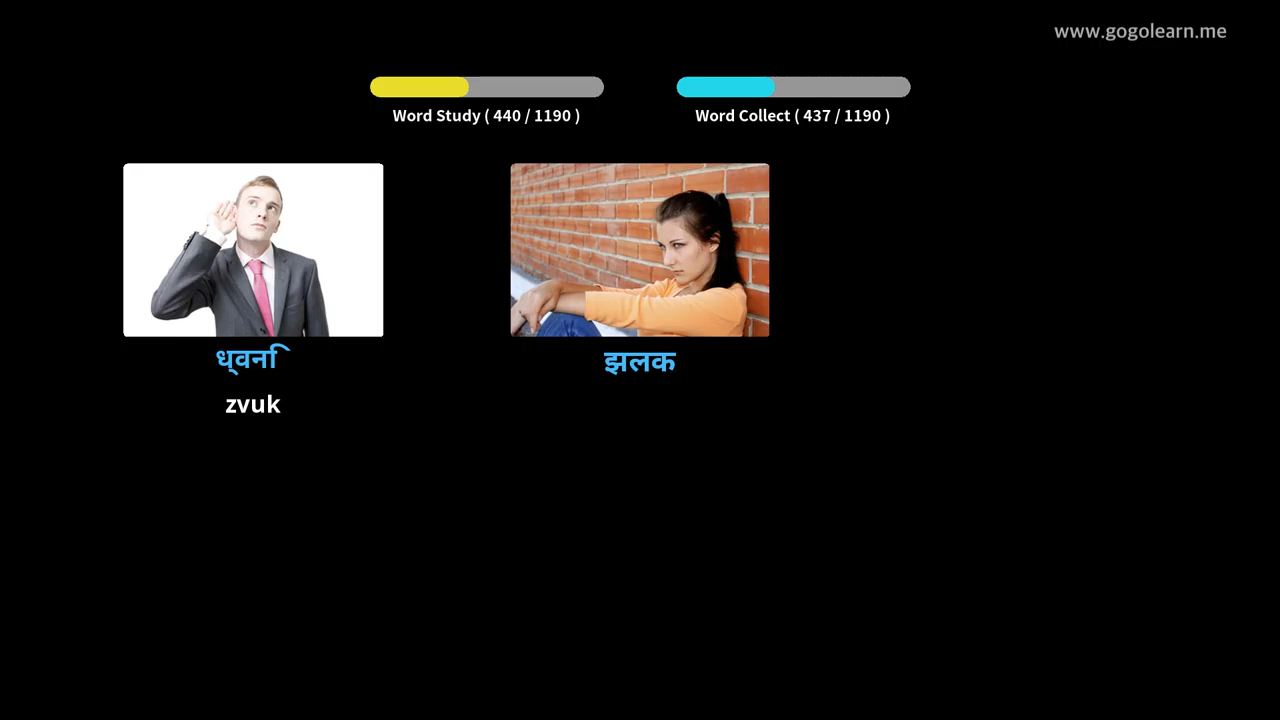 www.gogolearn.me
Word Study ( 440 / 1190 )
Word Collect ( 437 / 1190 )
ध्वनि
झलक
zvuk